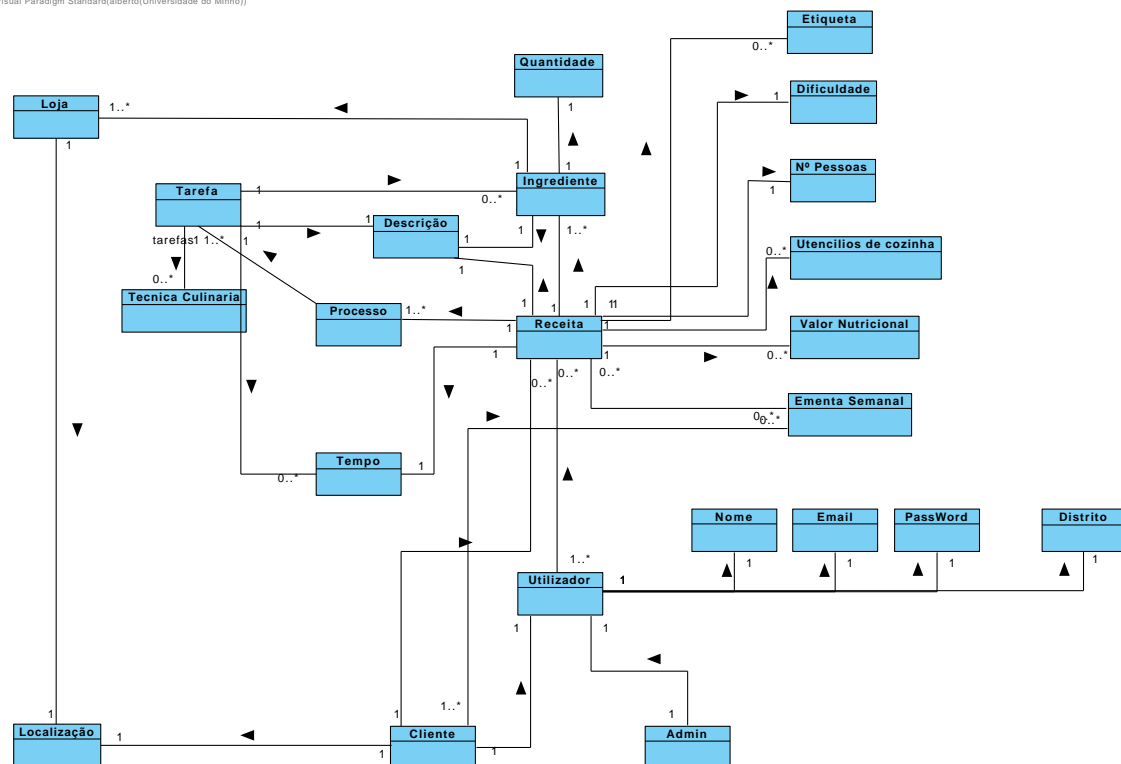 Visual Paradigm Standard(alberto(Universidade do Minho))
Etiqueta
0..*
Quantidade
1
Dificuldade
1
Loja
1..*
1
Nº Pessoas
1
Ingrediente
1
1
0..*
1
1..*
Tarefa
1
1
tarefas1
1..*
1
Descrição
1
1
1
Utencilios de cozinha
0..*
Tecnica Culinaria
0..*
Processo
1..*
Receita
1
1
1
11
1
1
1
1
0..*
0..*
0..*
Valor Nutricional
0..*
Ementa Semanal
0..*
0..*
Tempo
0..*
1
Nome
1
Email
1
PassWord
1
Distrito
1
Utilizador
1..*
1
1
1
Localização
1
1
Cliente
1
1..*
1
1
Admin
1